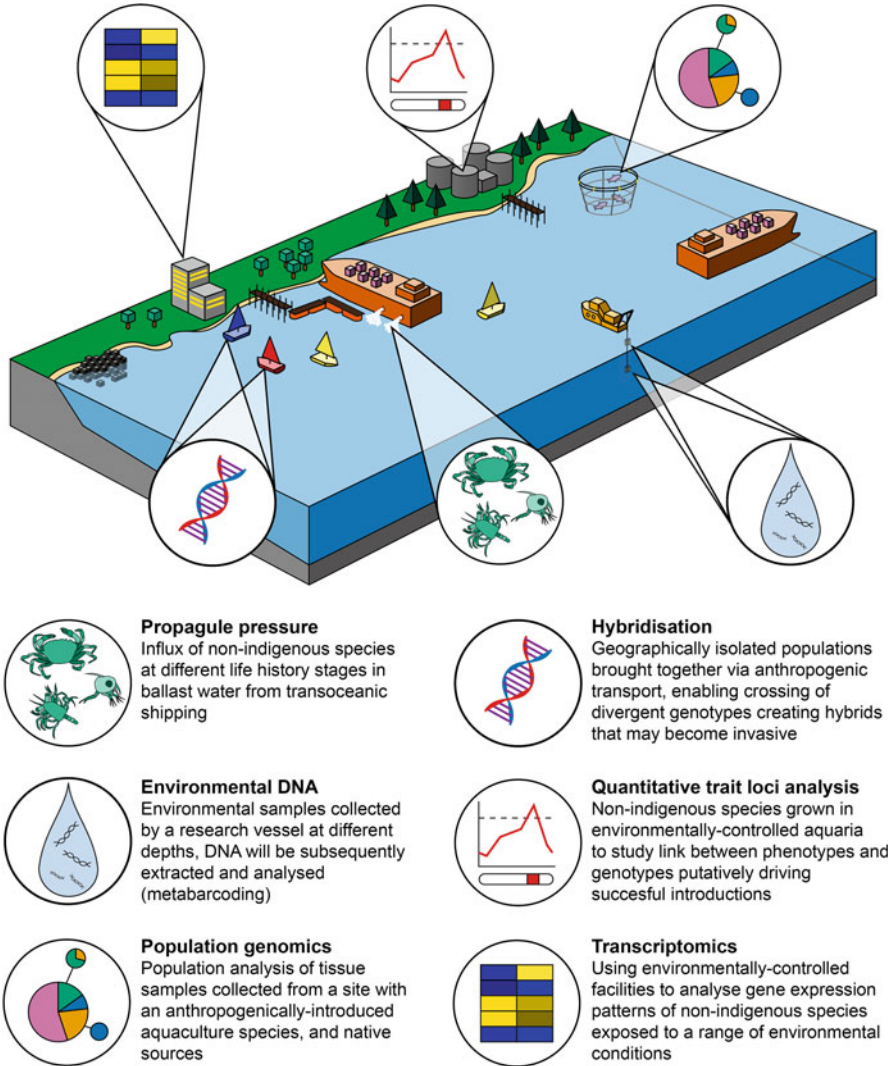 Propagule pressure
Influx of non-indigenous species
at different life history stages in
ballast water from transoceanic
shipping
Environmental DNA
Environmental samples collected
by a research vessel at different
depths, DNA will be subsequently
extracted and analysed
(metabarcoding)
Population genomics
Population analysis of tissue
samples collected from a site with
an anthropogenically-introduced
aquaculture species, and native
sources
Hybridisation
Geographically isolated populations
brought together via anthropogenic
transport, enabling crossing of
divergent genotypes creating hybrids
that may become invasive
Quantitative trait loci analysis
Non-indigenous species grown in
environmentally-controlled aquaria
to study link between phenotypes and
genotypes putatively driving
succesful introductions
Transcriptomics
Using environmentally-controlled
facilities to analyse gene expression
patterns of non-indigenous species
exposed to a range of environmental
conditions